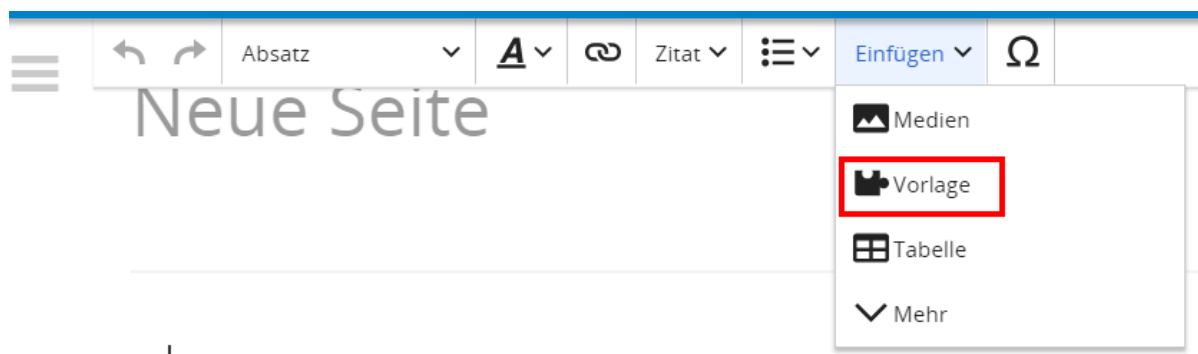 Absatz A Zitat Einfügen Ω
Neue Seite
Medien
Vorlage
Tabelle
Mehr